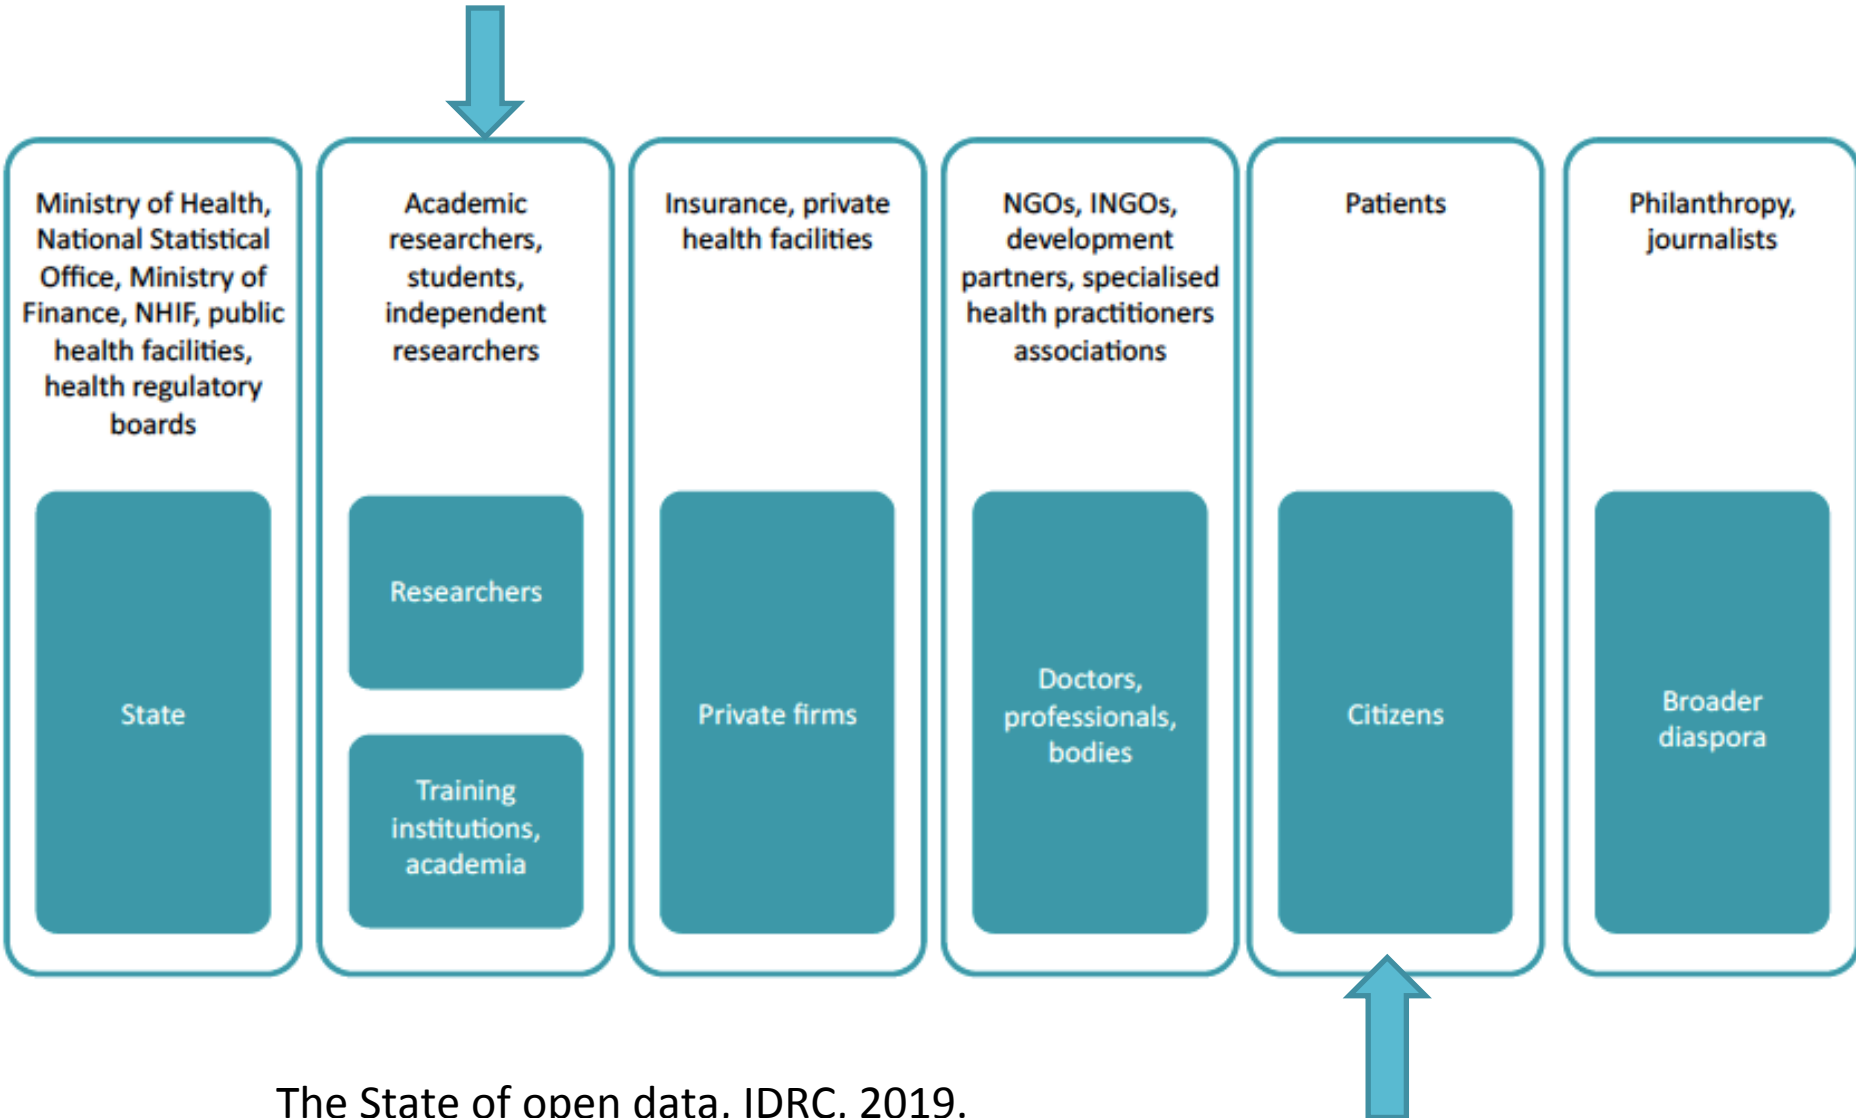 Ministry of Health,
National Statistical
Office, Ministry of
Finance, NHIF, public
health facilities,
health regulatory
boards
State
Academic
researchers,
students,
independent
researchers
Researchers
Training
institutions,
academia
Insurance, private
health facilities
Private firms
NGOs, INGOs,
development
partners, specialised
health practitioners
associations
Doctors,
professionals,
bodies
Patients
Citizens
Philanthropy,
journalists
Broader
diaspora
The State of open data. IDRC. 2019.